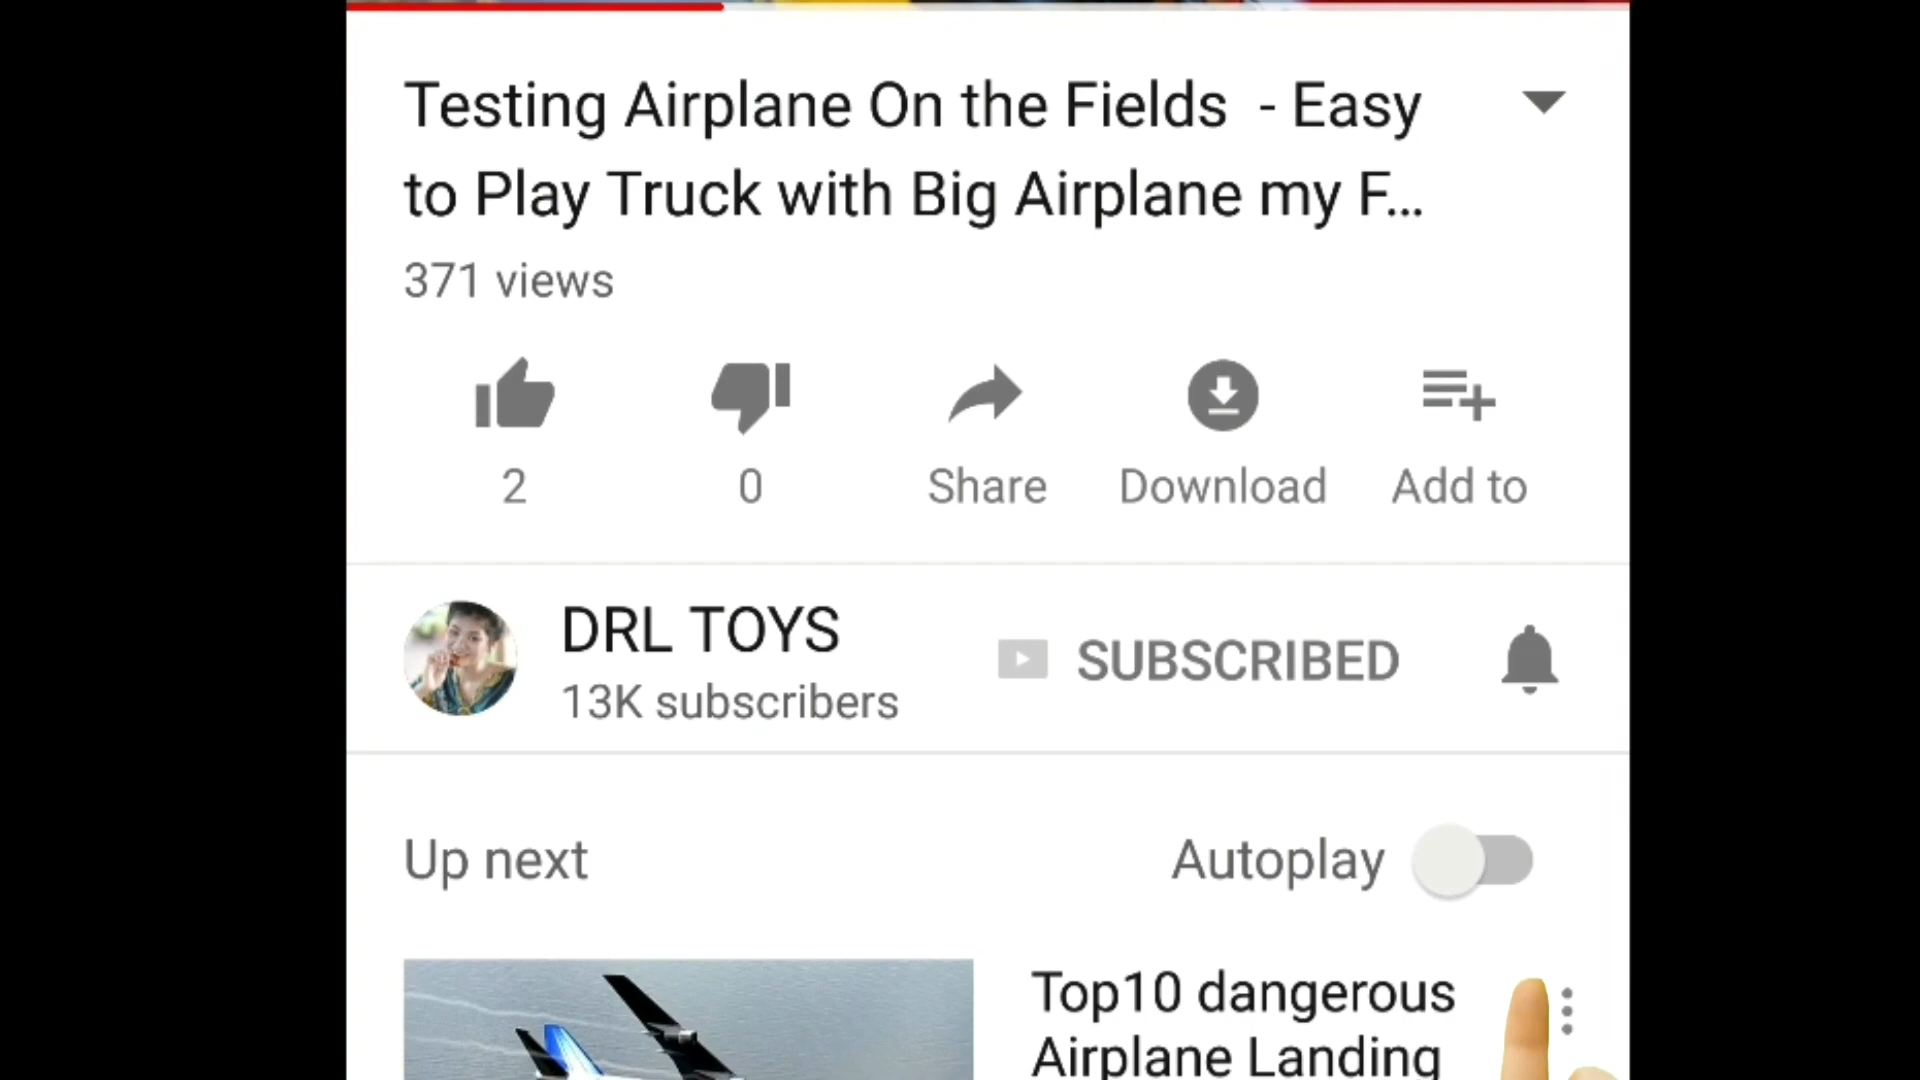 Testing Airplane On the Fields - Easy
to Play Truck with Big Airplane my F...
371 views
2
0
Share
Download
Add to
DRL TOYS
SUBSCRIBED
13K subscribers
Up next
Autoplay
Top10 dangerous
Airplane Landing